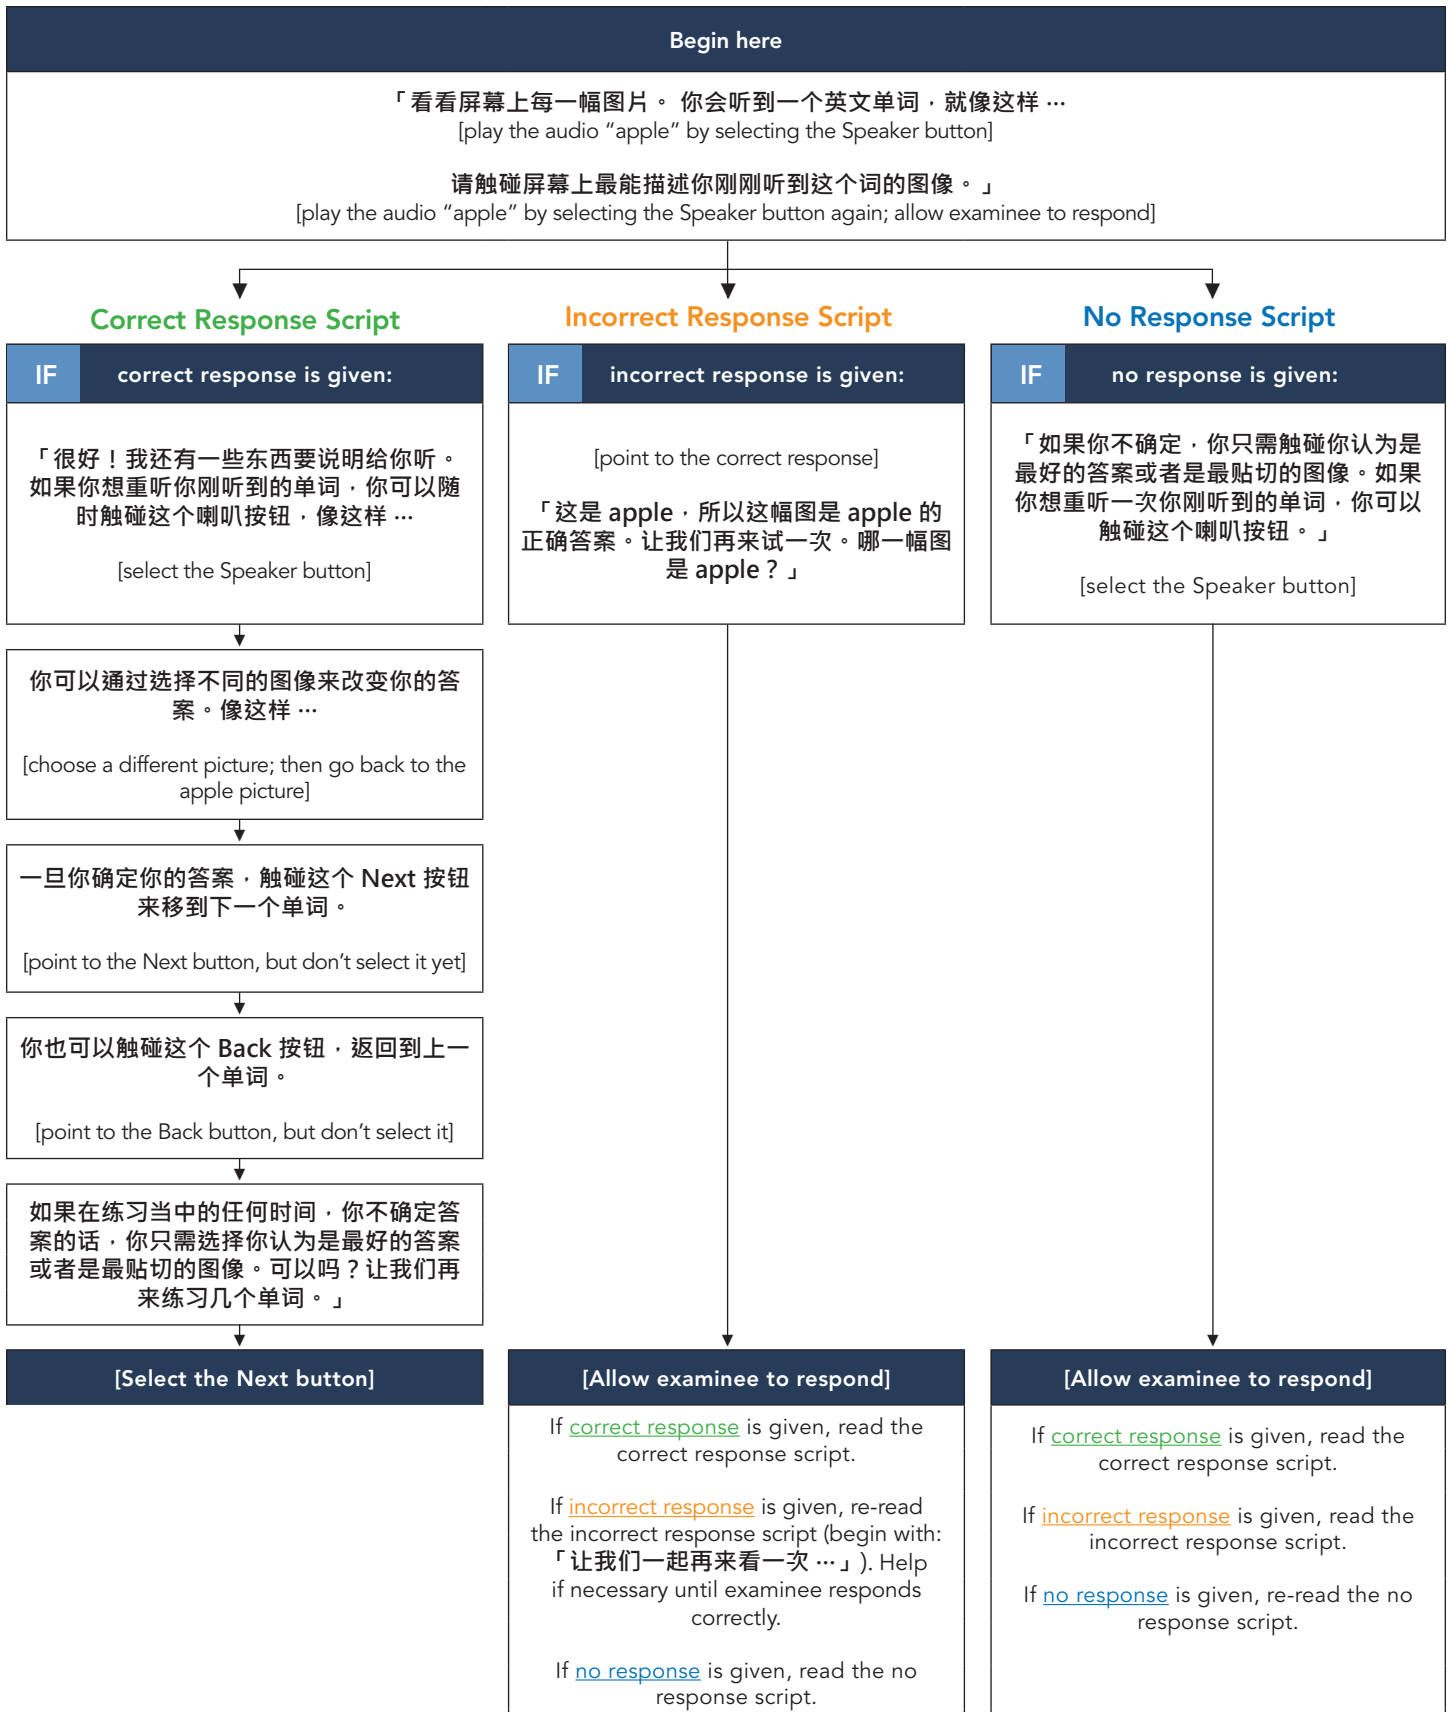 Begin here
「看看屏幕上每一幅图片。 你会听到一个英文单词，就像这样 …
[play the audio “apple” by selecting the Speaker button]
请触碰屏幕上最能描述你刚刚听到这个词的图像。」
[play the audio “apple” by selecting the Speaker button again; allow examinee to respond]
Correct Response Script
IF correct response is given:
「很好！我还有一些东西要说明给你听。
如果你想重听你刚听到的单词，你可以随
时触碰这个喇叭按钮，像这样 …
[select the Speaker button]
你可以通过选择不同的图像来改变你的答
案。像这样 …
[choose a different picture; then go back to the
apple picture]
一旦你确定你的答案，触碰这个 Next 按钮
来移到下一个单词。
[point to the Next button, but don’t select it yet]
你也可以触碰这个 Back 按钮，返回到上一
个单词。
[point to the Back button, but don’t select it]
如果在练习当中的任何时间，你不确定答
案的话，你只需选择你认为是最好的答案
或者是最贴切的图像。可以吗？让我们再
来练习几个单词。」
[Select the Next button]
Incorrect Response Script
IF incorrect response is given:
[point to the correct response]
「这是 apple，所以这幅图是 apple 的
正确答案。让我们再来试一次。哪一幅图
是 apple？」
[Allow examinee to respond]
If correct response is given, read the
correct response script.
If incorrect response is given, re-read
the incorrect response script (begin with:
「让我们一起再来看一次 …」). Help
if necessary until examinee responds
correctly.
If no response is given, read the no
response script.
No Response Script
IF no response is given:
「如果你不确定，你只需触碰你认为是
最好的答案或者是最贴切的图像。如果
你想重听一次你刚听到的单词，你可以
触碰这个喇叭按钮。」
[select the Speaker button]
[Allow examinee to respond]
If correct response is given, read the
correct response script.
If incorrect response is given, read the
incorrect response script.
If no response is given, re-read the no
response script.